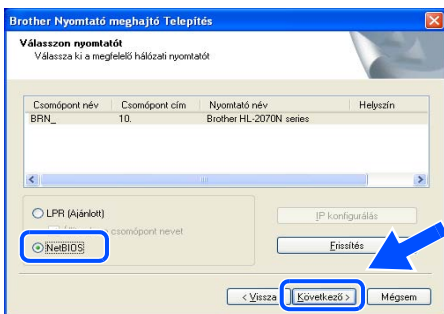 Brother Nyomtató meghajtó Telepítés
Válasszon nyomtatót
Válassza ki a megfelelő hálózati nyomtatót
Csomópont név Csomópont cím Nyomtató név Helyszín
BRN_ 10. Brother HL-2070N series
LPR (Ajánlott)
IP konfigurálás
csomópont nevet
NetBIOS
Frissítés
< Vissza Következő > Mégsem